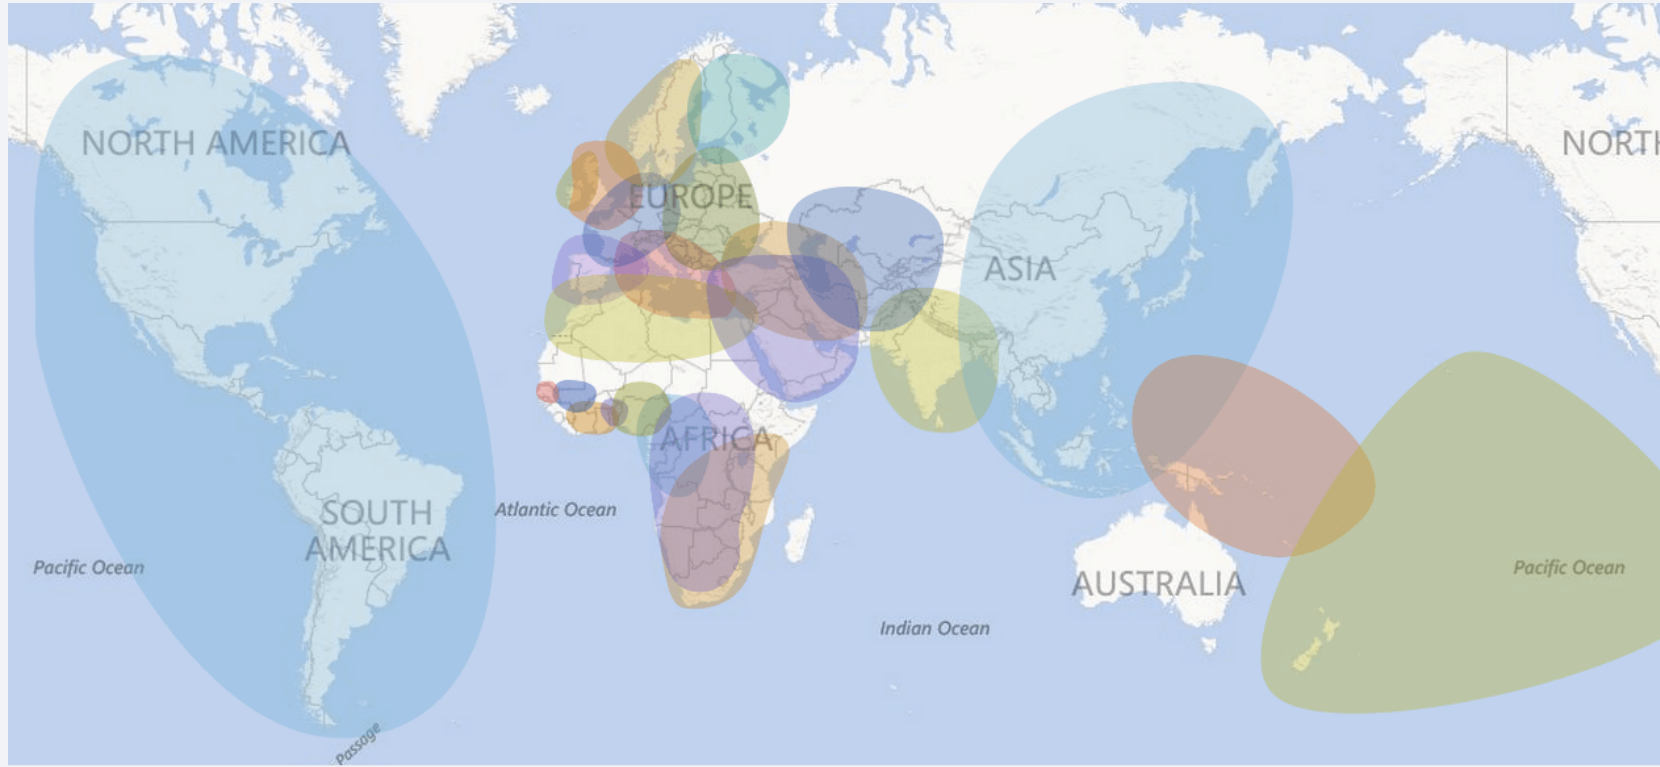 NORTH AMERICA
EUROPE
ASIA
NORTH
AFRICA
SOUTH
AMERICA
Atlantic Ocean
Pacific Ocean
Pacific Ocean
AUSTRALIA
Indian Ocean
Passage